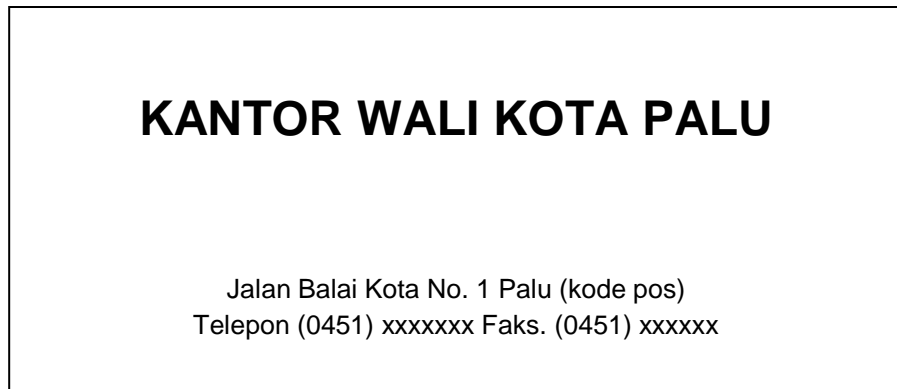 KANTOR WALI KOTA PALU
Jalan Balai Kota No. 1 Palu (kode pos)
Telepon (0451) xxxxxxx Faks. (0451) xxxxxx